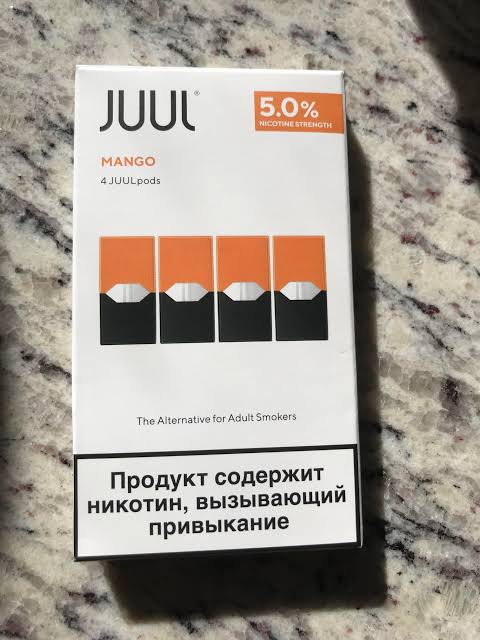 JUUL®
5.0%
NICOTINE STRENGTH
MANGO
4 JUULpods
The Alternative for Adult Smokers
Продукт содержит
никотин, вызывающий
привыкание